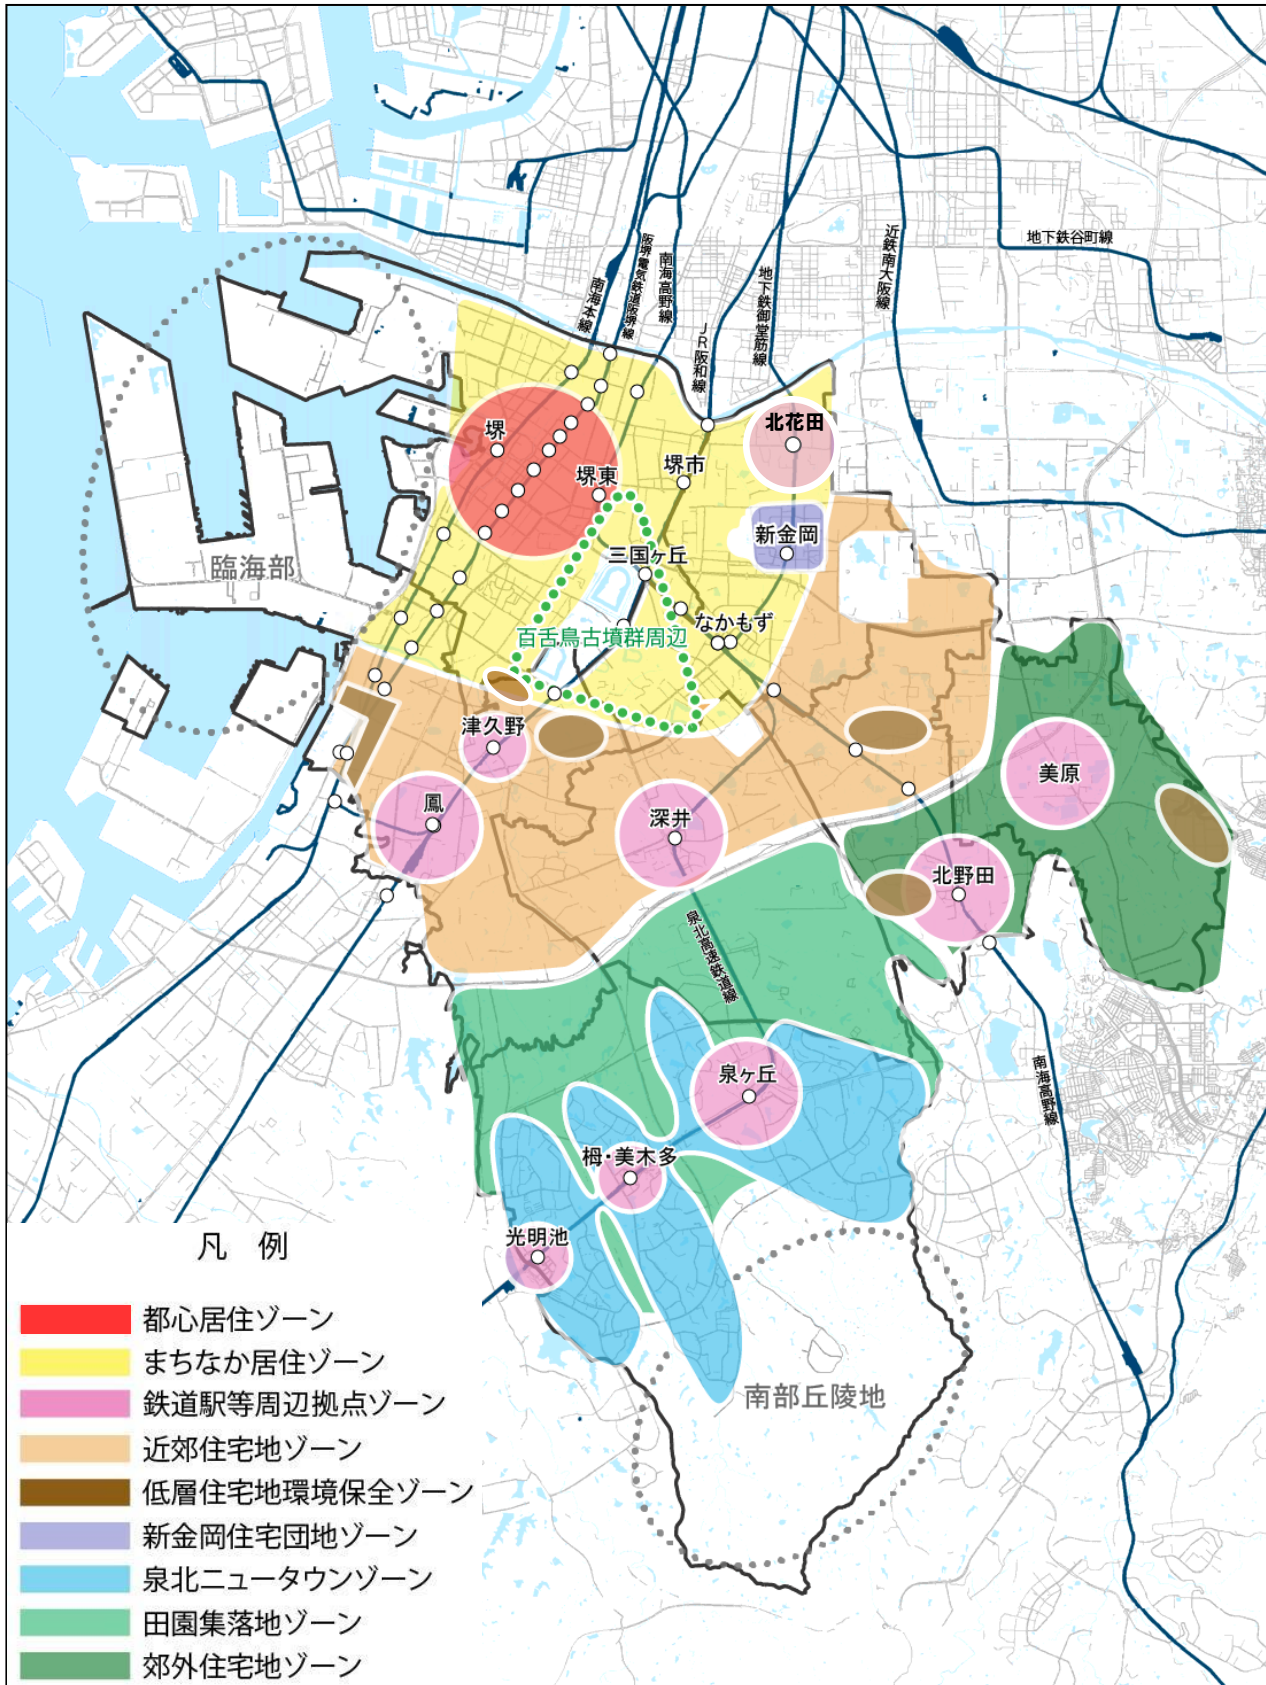 地下鉄谷町線
近鉄南大阪線
阪堺電気鉄道阪堺線
南海高野線
地下鉄御堂筋線
南海本線
JR阪和線
北花田
堺
堺市
堺東
新金岡
三国ヶ丘
臨海部
なかもず
百舌鳥古墳群周辺
津久野
美原
鳳
深井
北野田
泉北高速鉄道線
南海高野線
泉ヶ丘
栂・美木多
光明池
南部丘陵地
凡 例
都心居住ゾーン
まちなか居住ゾーン
鉄道駅等周辺拠点ゾーン
近郊住宅地ゾーン
低層住宅地環境保全ゾーン
新金岡住宅団地ゾーン
泉北ニュータウンゾーン
田園集落地ゾーン
郊外住宅地ゾーン